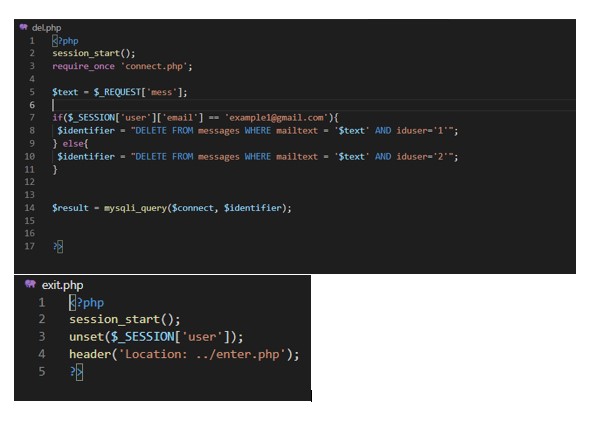 del.php
1 <?php
2 session_start();
3 require_once 'connect.php';
4
5 $text = $_REQUEST['mess'];
6
7 if($_SESSION['user']['email'] == 'example1@gmail.com'){
8 $identifier = "DELETE FROM messages WHERE mailtext = '$text' AND iduser='1'";
9 } else{
10 $identifier = "DELETE FROM messages WHERE mailtext = '$text' AND iduser='2'";
11 }
12
13
14 $result = mysqli_query($connect, $identifier);
15
16
17 ?>
exit.php
1 <?php
2 session_start();
3 unset($_SESSION['user']);
4 header('Location: ../enter.php');
5 ?>